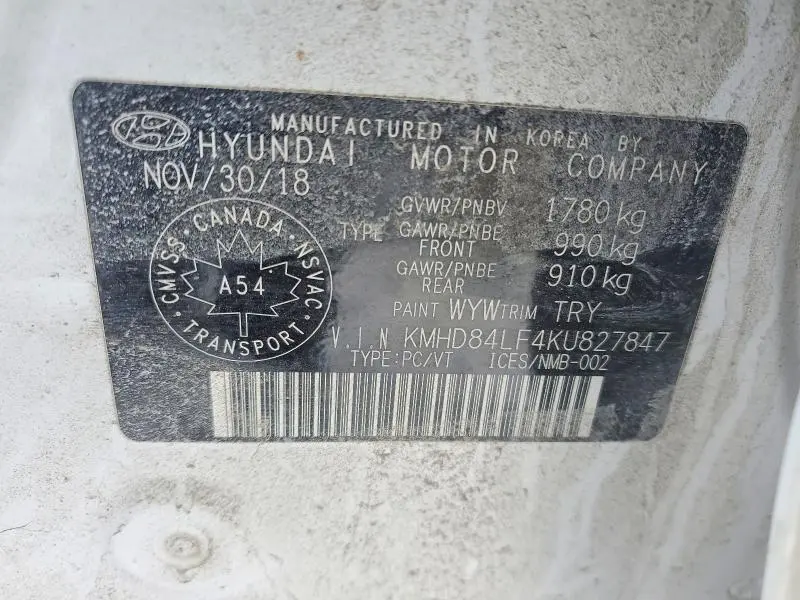 MANUFACTURED IN KOREA BY
HYUNDAI MOTOR COMPANY
NOV/30/18
GVWR/PNBV 1780 kg
TYPE GAWR/PNBE FRONT 990 kg
GAWR/PNBE REAR 910 kg
CANADA
CMVSS · NSVAC
A54
TRANSPORT
PAINT WYW TRIM TRY
V.I.N KMHD84LF4KU827847
TYPE:PC/VT ICES/NMB-002